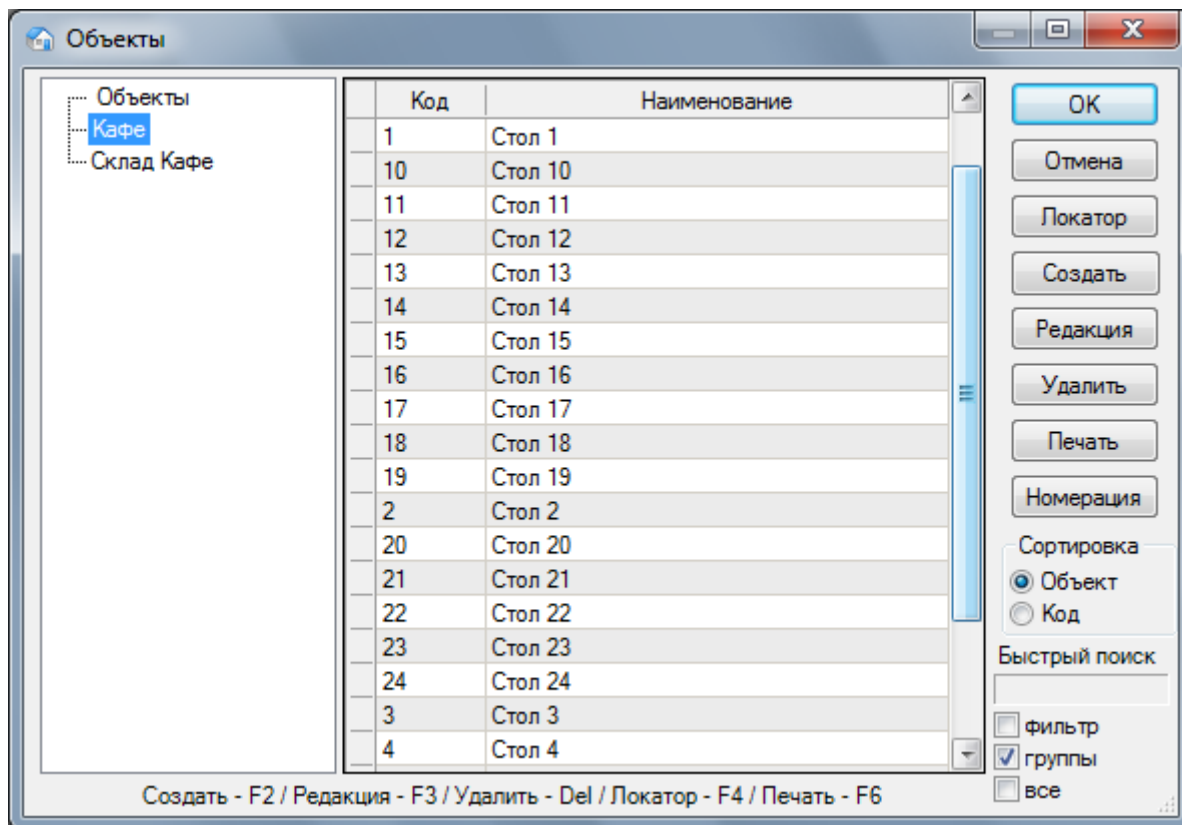 Объекты
Объекты
Кафе
Склад Кафе
Код Наименование
1 Стол 1
10 Стол 10
11 Стол 11
12 Стол 12
13 Стол 13
14 Стол 14
15 Стол 15
16 Стол 16
17 Стол 17
18 Стол 18
19 Стол 19
2 Стол 2
20 Стол 20
21 Стол 21
22 Стол 22
23 Стол 23
24 Стол 24
3 Стол 3
4 Стол 4
OK
Отмена
Локатор
Создать
Редакция
Удалить
Печать
Номерация
Сортировка
Объект
Код
Быстрый поиск
фильтр
группы
все
Создать - F2 / Редакция - F3 / Удалить - Del / Локатор - F4 / Печать - F6